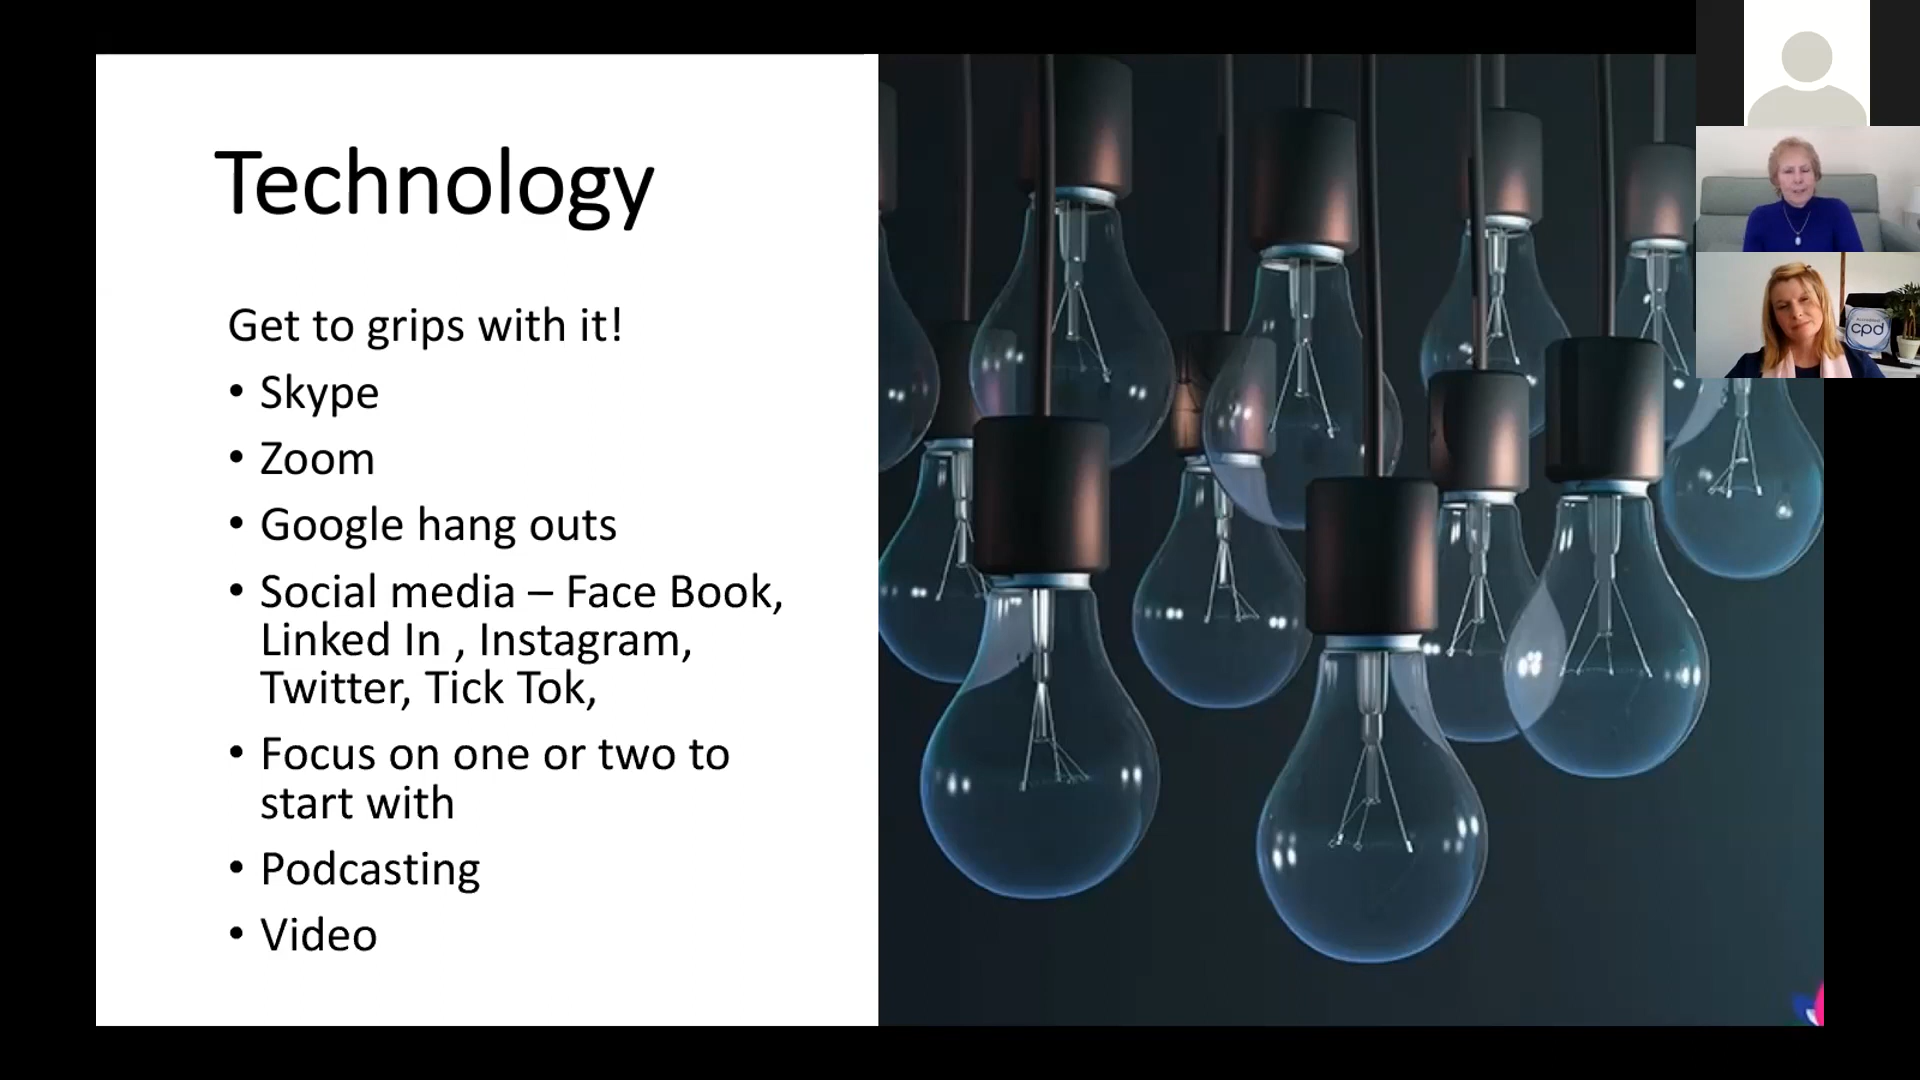 Technology
Get to grips with it!
• Skype
• Zoom
• Google hang outs
• Social media – Face Book,
Linked In , Instagram,
Twitter, Tick Tok,
• Focus on one or two to
start with
• Podcasting
• Video
cpd